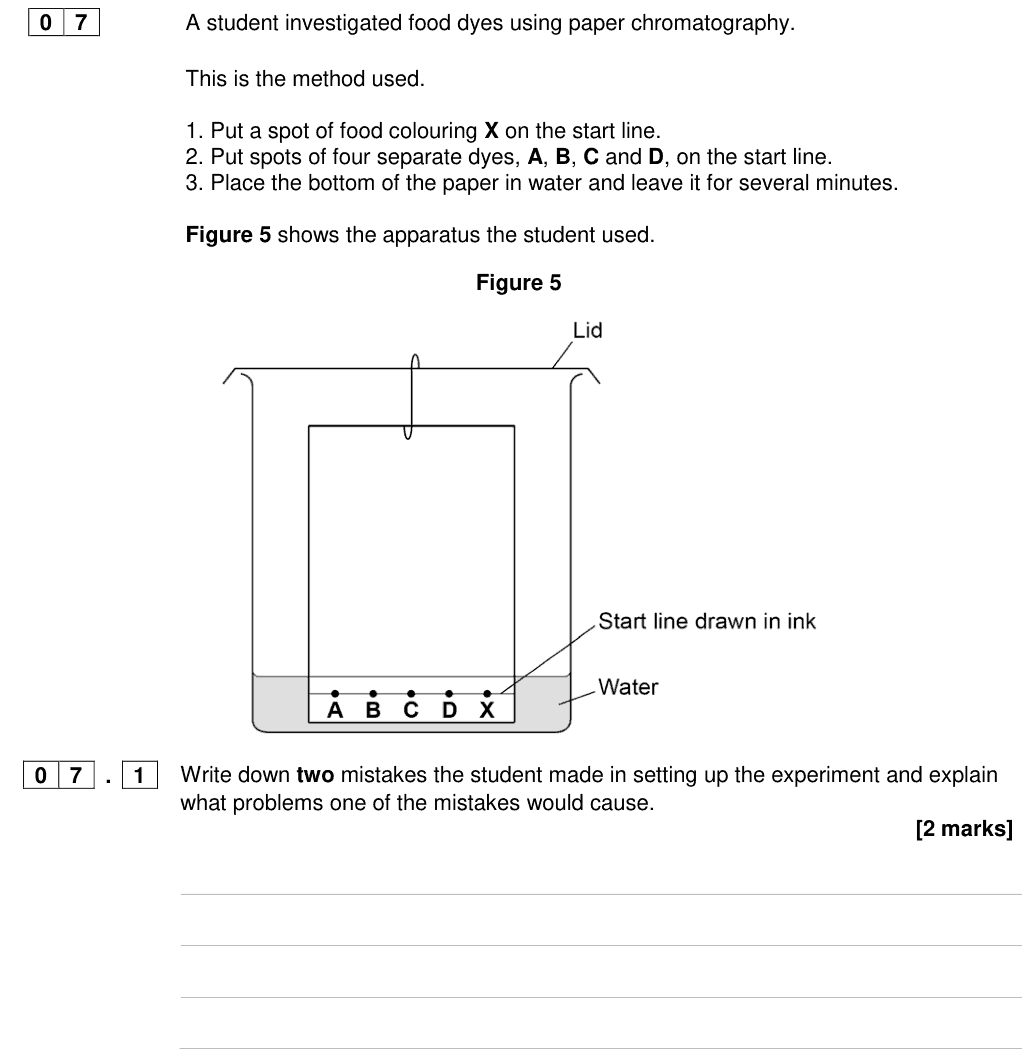 0 7 A student investigated food dyes using paper chromatography.
This is the method used.
1. Put a spot of food colouring X on the start line.
2. Put spots of four separate dyes, A, B, C and D, on the start line.
3. Place the bottom of the paper in water and leave it for several minutes.
Figure 5 shows the apparatus the student used.
Figure 5
Lid
Start line drawn in ink
Water
A B C D X
0 7 . 1 Write down two mistakes the student made in setting up the experiment and explain
what problems one of the mistakes would cause.
[2 marks]